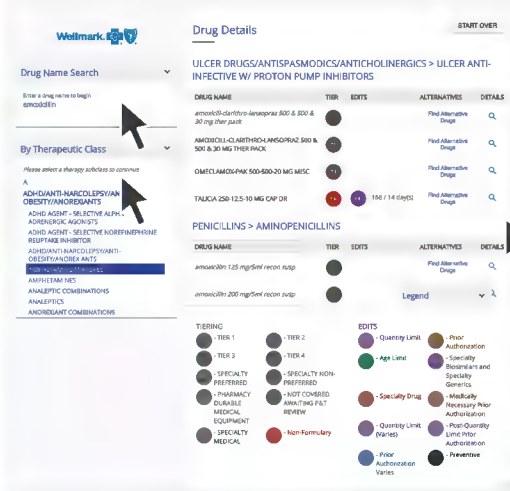 Wellmark.
Drug Name Search
Enter a drug name to begin
amoxicillin
By Therapeutic Class
Please select a therapy subclass to continue
A
ADHD/ANTI-NARCOLEPSY/AN
OBESITY/ANOREXIANTS
ADHD AGENT - SELECTIVE ALPH
ADRENERGIC AGONISTS
ADHD AGENT - SELECTIVE NOREPINEPHRINE
REUPTAKE INHIBITOR
ADHD/ANTI-NARCOLEPSY/ANTI-
OBESITY/ANOREXIANTS
AMPHETAMINES
ANALEPTIC COMBINATIONS
ANALEPTICS
ANOREXIANT COMBINATIONS
Drug Details
START OVER
ULCER DRUGS/ANTISPASMODICS/ANTICHOLINERGICS > ULCER ANTI-
INFECTIVE W/ PROTON PUMP INHIBITORS
DRUG NAME TIER EDITS ALTERNATIVES DETAILS
amoxicill-clarithro-lansopraz 500 & 500 &
30 mg ther pack
Find Alternative
Drugs
AMOXICILL-CLARITHRO-LANSOPRAZ 500 &
500 & 30 MG THER PACK
Find Alternative
Drugs
OMECLAMOX-PAK 500-500-20 MG MISC
Find Alternative
Drugs
TALICIA 250-12.5-10 MG CAP DR 168 / 14 day(s)
Find Alternative
Drugs
PENICILLINS > AMINOPENICILLINS
DRUG NAME TIER EDITS ALTERNATIVES DETAILS
amoxicillin 125 mg/5ml recon susp
Find Alternative
Drugs
amoxicillin 200 mg/5ml recon susp
Legend
TIERING
- TIER 1
- TIER 2
- TIER 3
- TIER 4
- SPECIALTY
PREFERRED
- SPECIALTY NON-
PREFERRED
- PHARMACY
DURABLE
MEDICAL
EQUIPMENT
- NOT COVERED
AWAITING P&T
REVIEW
- SPECIALTY
MEDICAL
- Non-Formulary
EDITS
- Quantity Limit
- Prior
Authorization
- Age Limit
- Specialty
Biosimilars and
Specialty
Generics
- Specialty Drug
- Medically
Necessary Prior
Authorization
- Quantity Limit
(Varies)
- Post-Quantity
Limit Prior
Authorization
- Prior
Authorization
Varies
- Preventive